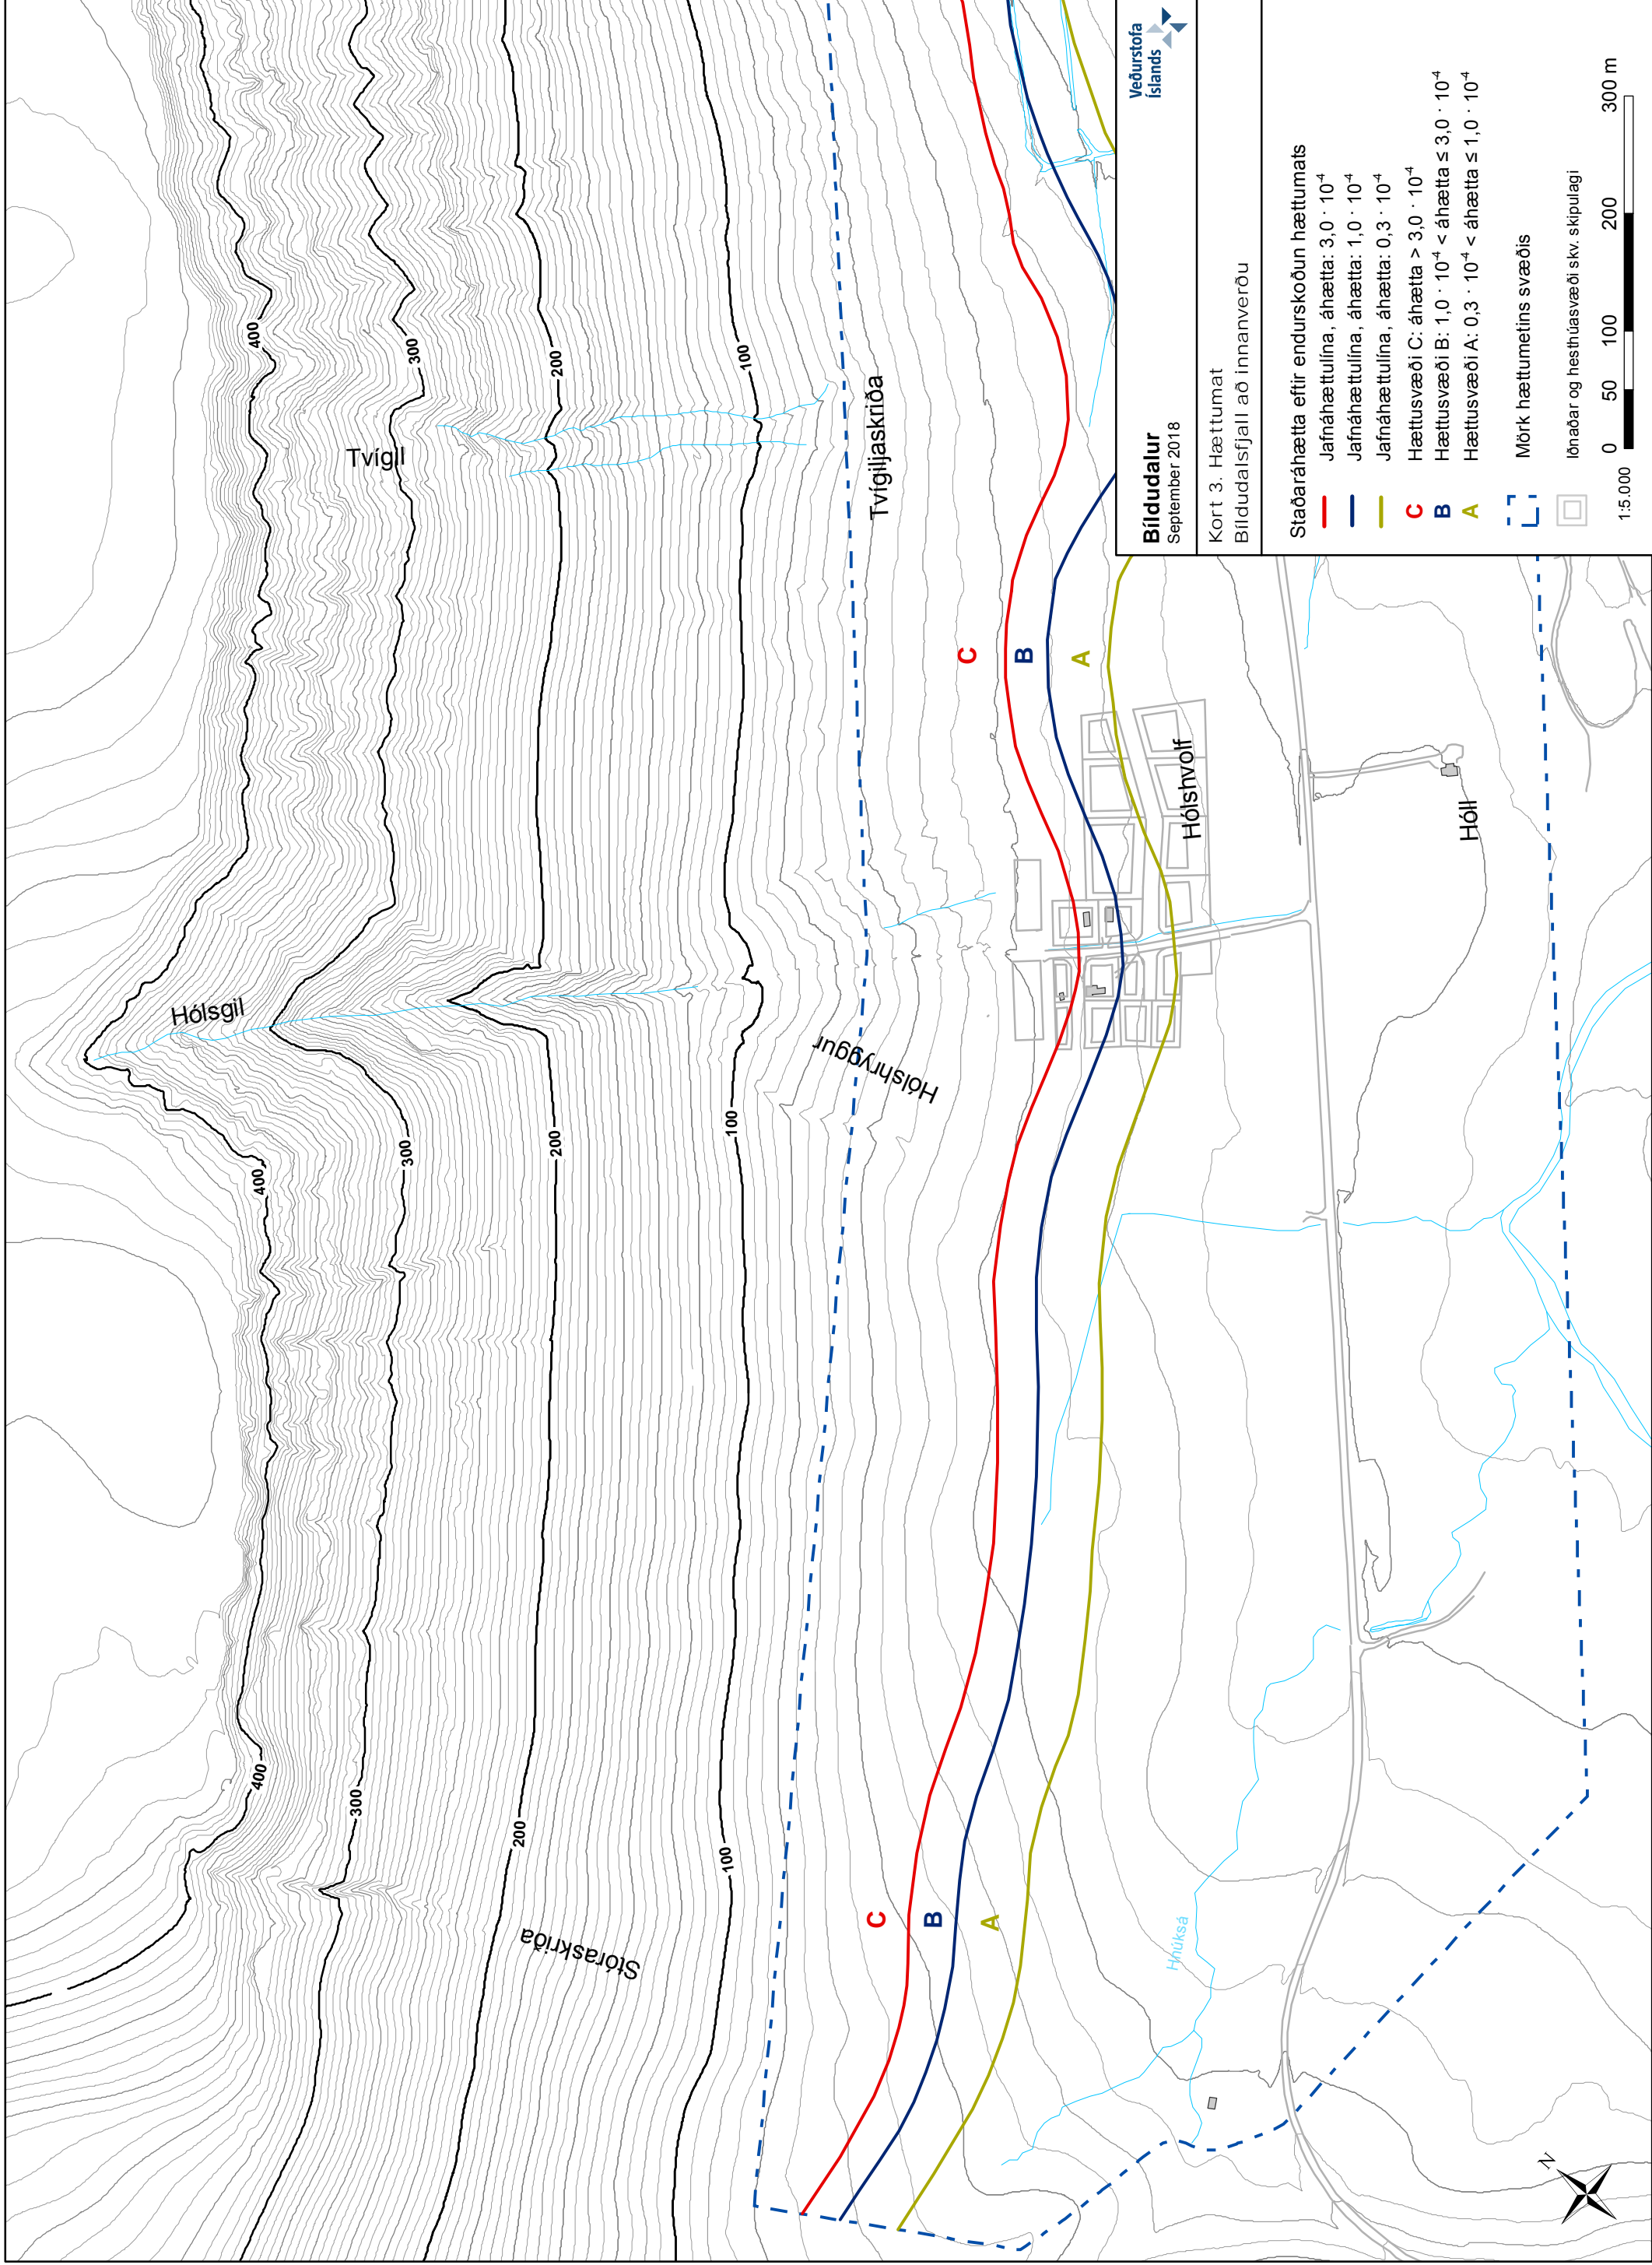 Bíldudalur
September 2018
Veðurstofa
Íslands
Kort 3. Hættumat
Bíldudalsfjall að innanverðu
Staðaráhætta eftir endurskoðun hættumats
Jafnáhættulína, áhætta: 3,0 · 10⁻⁴
Jafnáhættulína, áhætta: 1,0 · 10⁻⁴
Jafnáhættulína, áhætta: 0,3 · 10⁻⁴
C Hættusvæði C: áhætta > 3,0 · 10⁻⁴
B Hættusvæði B: 1,0 · 10⁻⁴ < áhætta ≤ 3,0 · 10⁻⁴
A Hættusvæði A: 0,3 · 10⁻⁴ < áhætta ≤ 1,0 · 10⁻⁴
Mörk hættumetins svæðis
Iðnaðar og hesthúasvæði skv. skipulagi
0 50 100 200 300 m
1:5.000
400
400
400
300
300
300
200
200
200
100
100
100
Tvígil
Hólsgil
Stóraskriða
Tvígiljaskriða
Hólshryggur
C
B
A
C
B
A
Hólshvolf
Hóll
Hnúksá
N